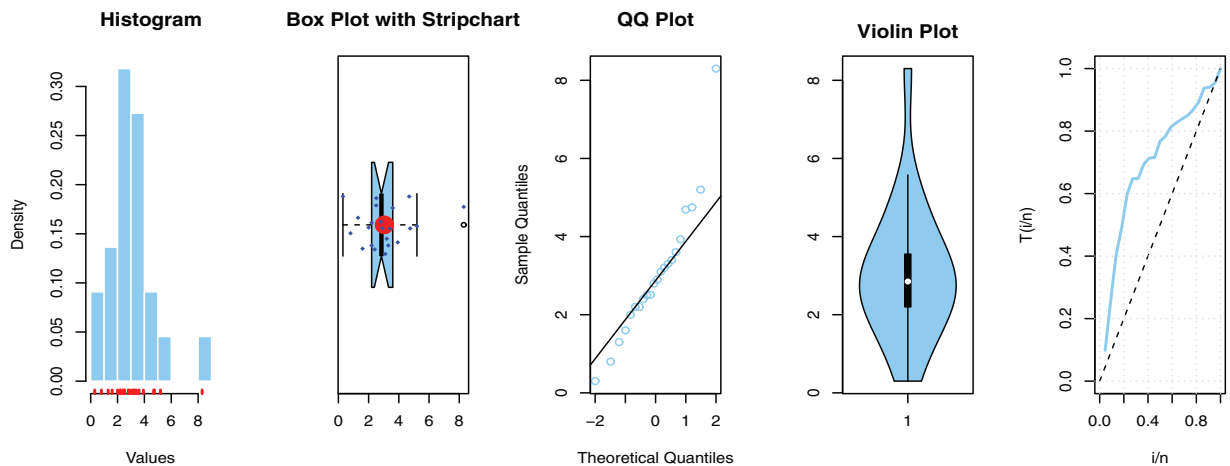 Histogram
Density
0.00 0.05 0.10 0.15 0.20 0.25 0.30
0 2 4 6 8
Values
Box Plot with Stripchart
0 2 4 6 8
QQ Plot
Sample Quantiles
0 2 4 6 8
−2 −1 0 1 2
Theoretical Quantiles
Violin Plot
0 2 4 6 8
1
T(i/n)
0.0 0.2 0.4 0.6 0.8 1.0
0.0 0.4 0.8
i/n